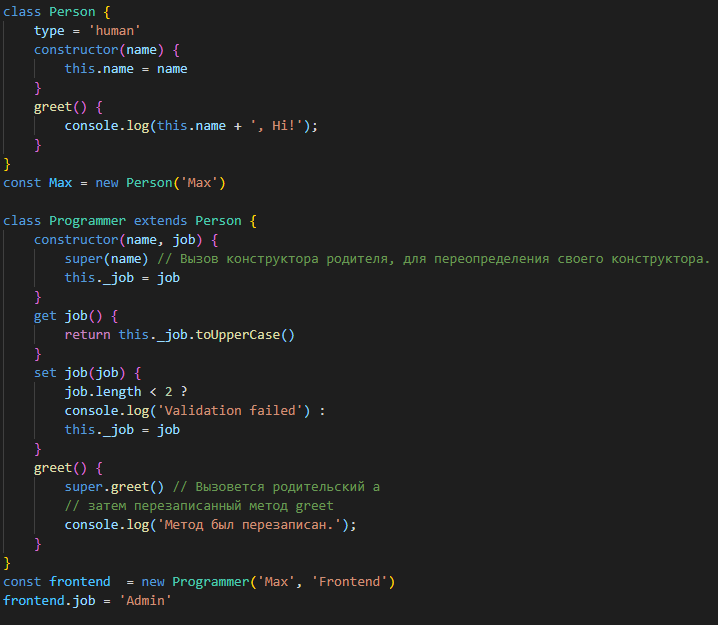 class Person {
    type = 'human'
    constructor(name) {
        this.name = name
    }
    greet() {
        console.log(this.name + ', Hi!');
    }
}
const Max = new Person('Max')

class Programmer extends Person {
    constructor(name, job) {
        super(name) // Вызов конструктора родителя, для переопределения своего конструктора.
        this._job = job
    }
    get job() {
        return this._job.toUpperCase()
    }
    set job(job) {
        job.length < 2 ?
        console.log('Validation failed') :
        this._job = job
    }
    greet() {
        super.greet() // Вызовется родительский а
        // затем перезаписанный метод greet
        console.log('Метод был перезаписан.');
    }
}
const frontend  = new Programmer('Max', 'Frontend')
frontend.job = 'Admin'